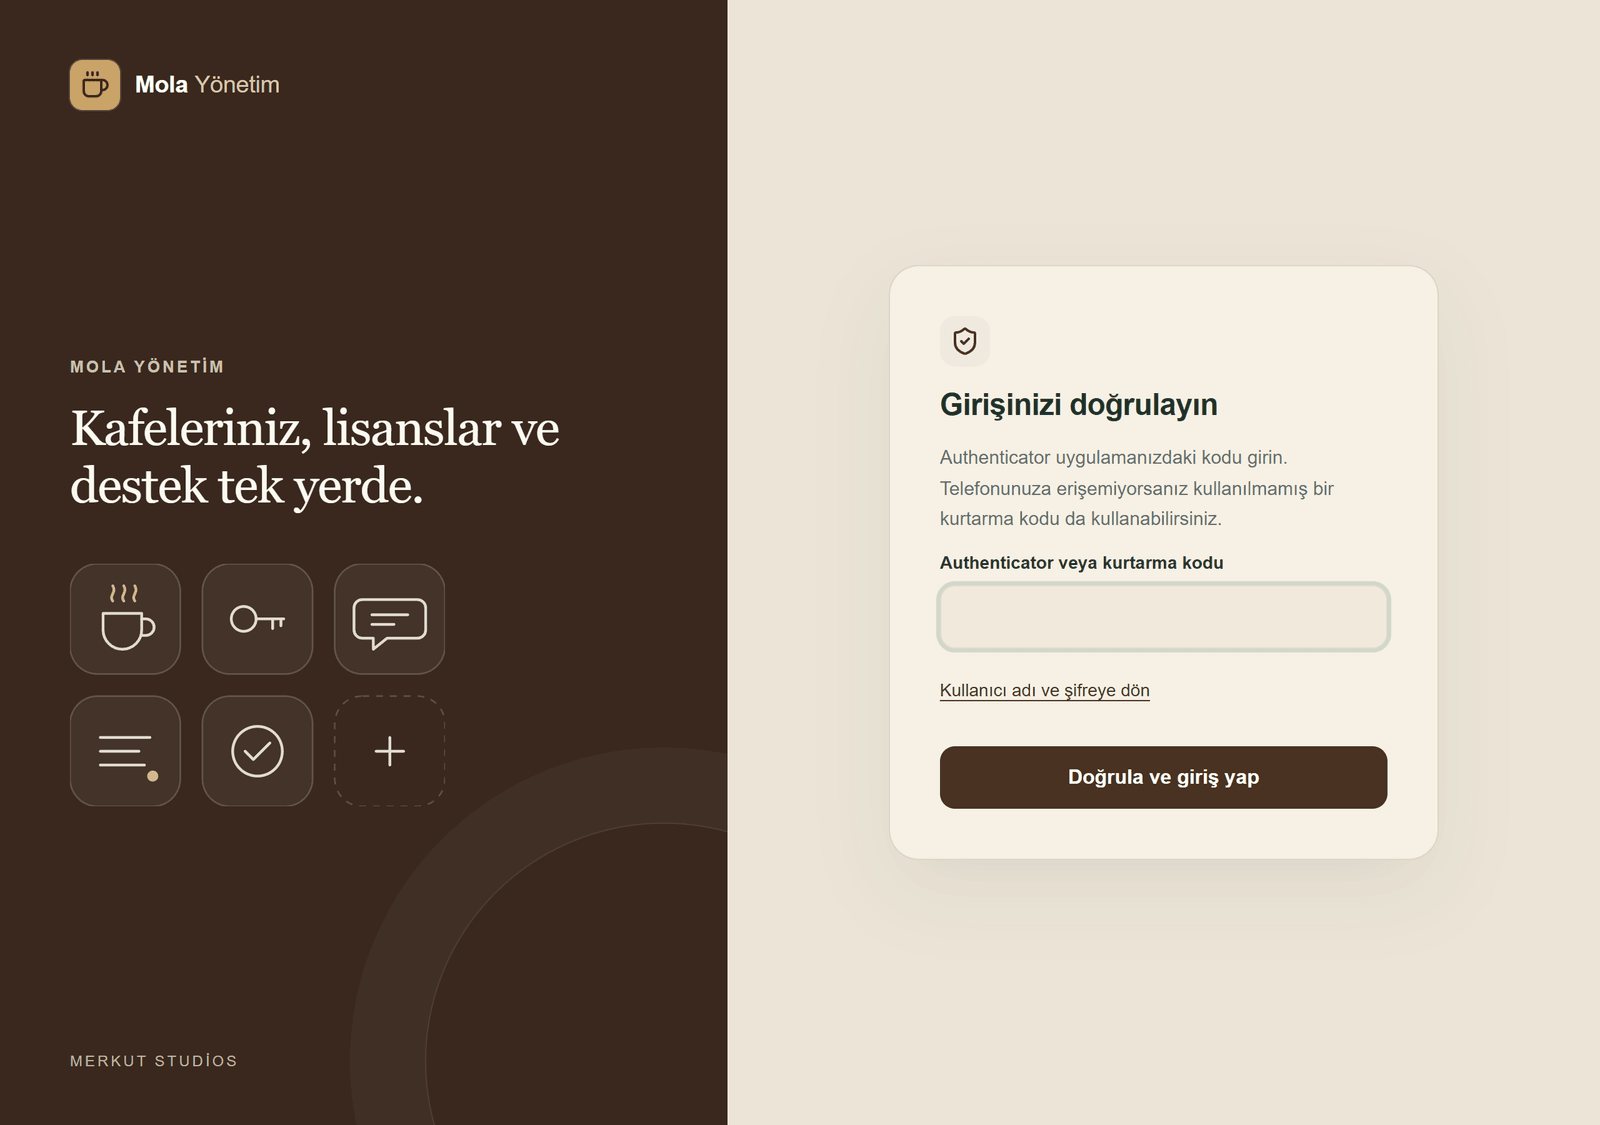 Mola Yönetim
MOLA YÖNETİM
Kafeleriniz, lisanslar ve
destek tek yerde.
MERKUT STUDİOS
Girişinizi doğrulayın
Authenticator uygulamanızdaki kodu girin.
Telefonunuza erişemiyorsanız kullanılmamış bir
kurtarma kodu da kullanabilirsiniz.
Authenticator veya kurtarma kodu
Kullanıcı adı ve şifreye dön
Doğrula ve giriş yap